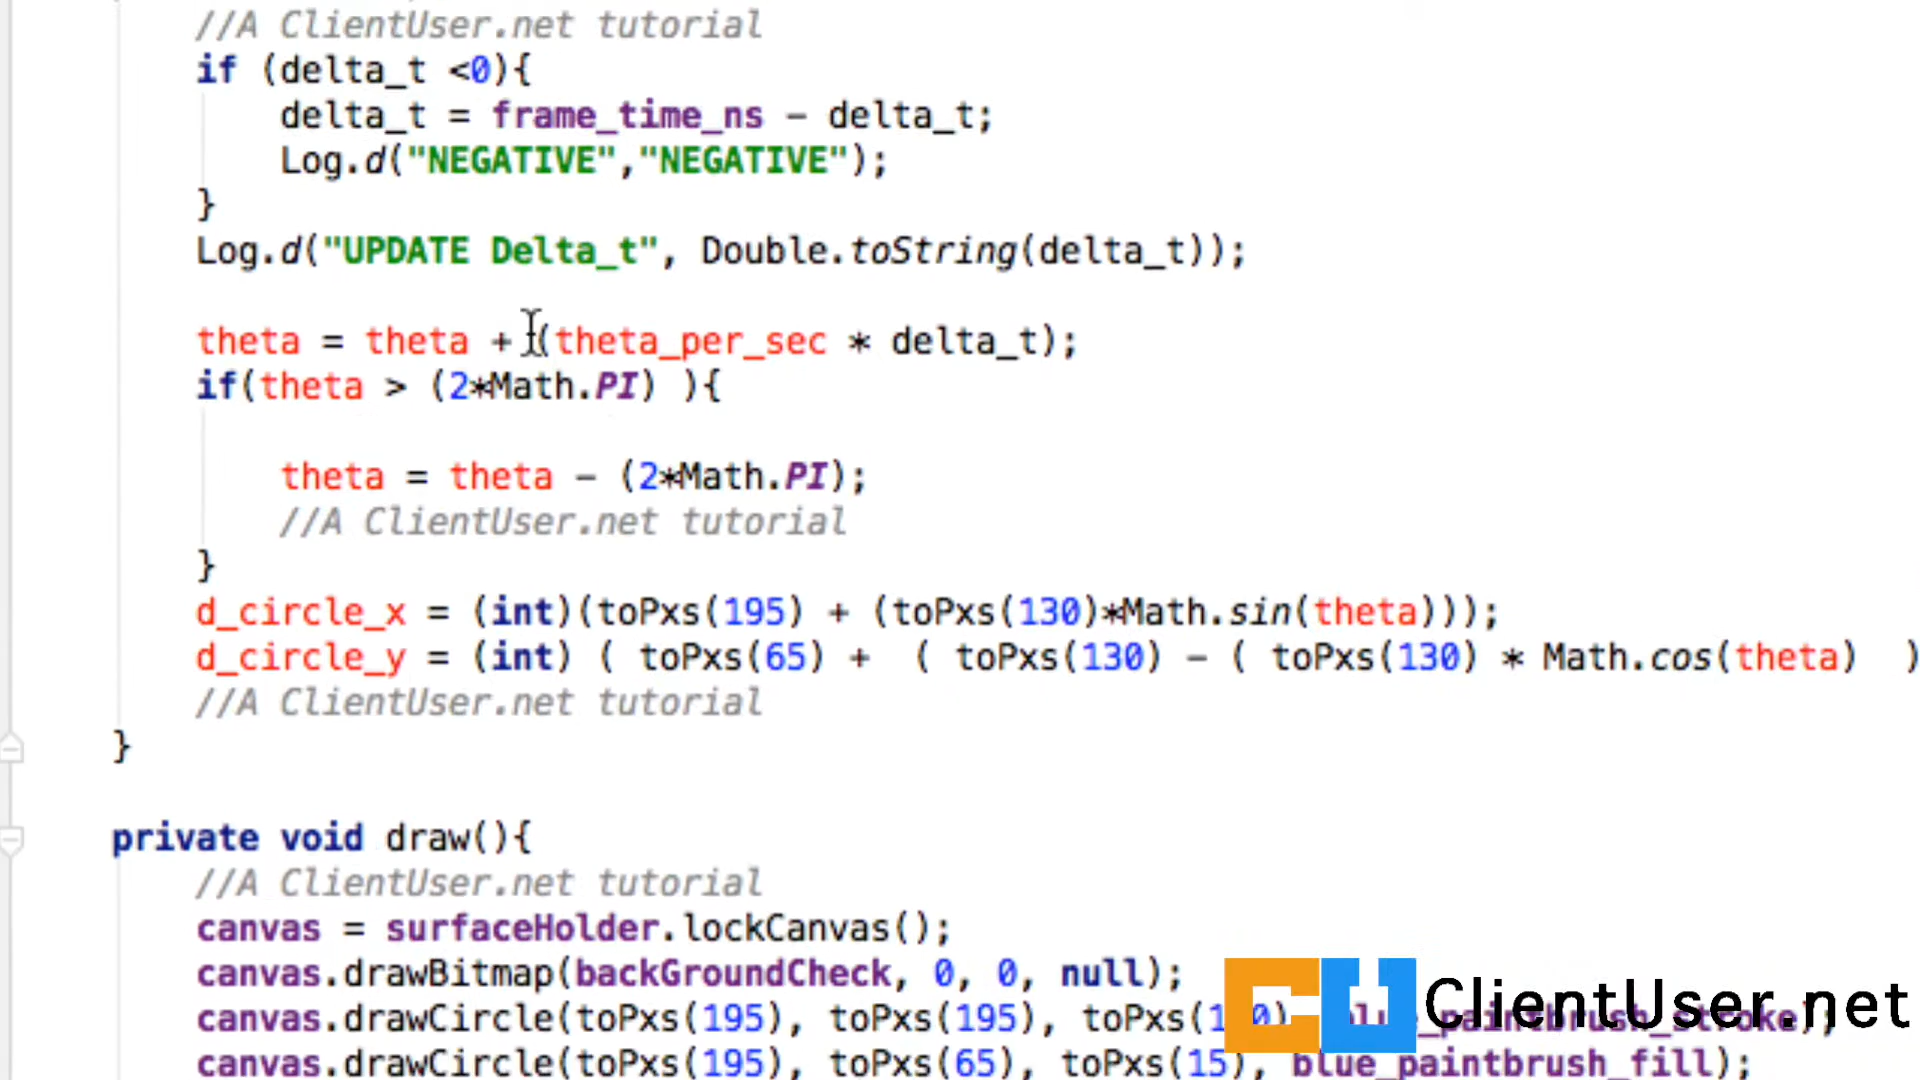 //A ClientUser.net tutorial
if (delta_t <0){
delta_t = frame_time_ns - delta_t;
Log.d("NEGATIVE","NEGATIVE");
}
Log.d("UPDATE Delta_t", Double.toString(delta_t));
theta = theta + (theta_per_sec * delta_t);
if(theta > (2*Math.PI) ){
theta = theta - (2*Math.PI);
//A ClientUser.net tutorial
}
d_circle_x = (int)(toPxs(195) + (toPxs(130)*Math.sin(theta)));
d_circle_y = (int) ( toPxs(65) +  ( toPxs(130) - ( toPxs(130) * Math.cos(theta)  )
//A ClientUser.net tutorial
}
private void draw(){
//A ClientUser.net tutorial
canvas = surfaceHolder.lockCanvas();
canvas.drawBitmap(backGroundCheck, 0, 0, null);
canvas.drawCircle(toPxs(195), toPxs(195), toPxs(1
canvas.drawCircle(toPxs(195), toPxs(65), toPxs(15), blue_paintbrush_fill);
CU ClientUser.net